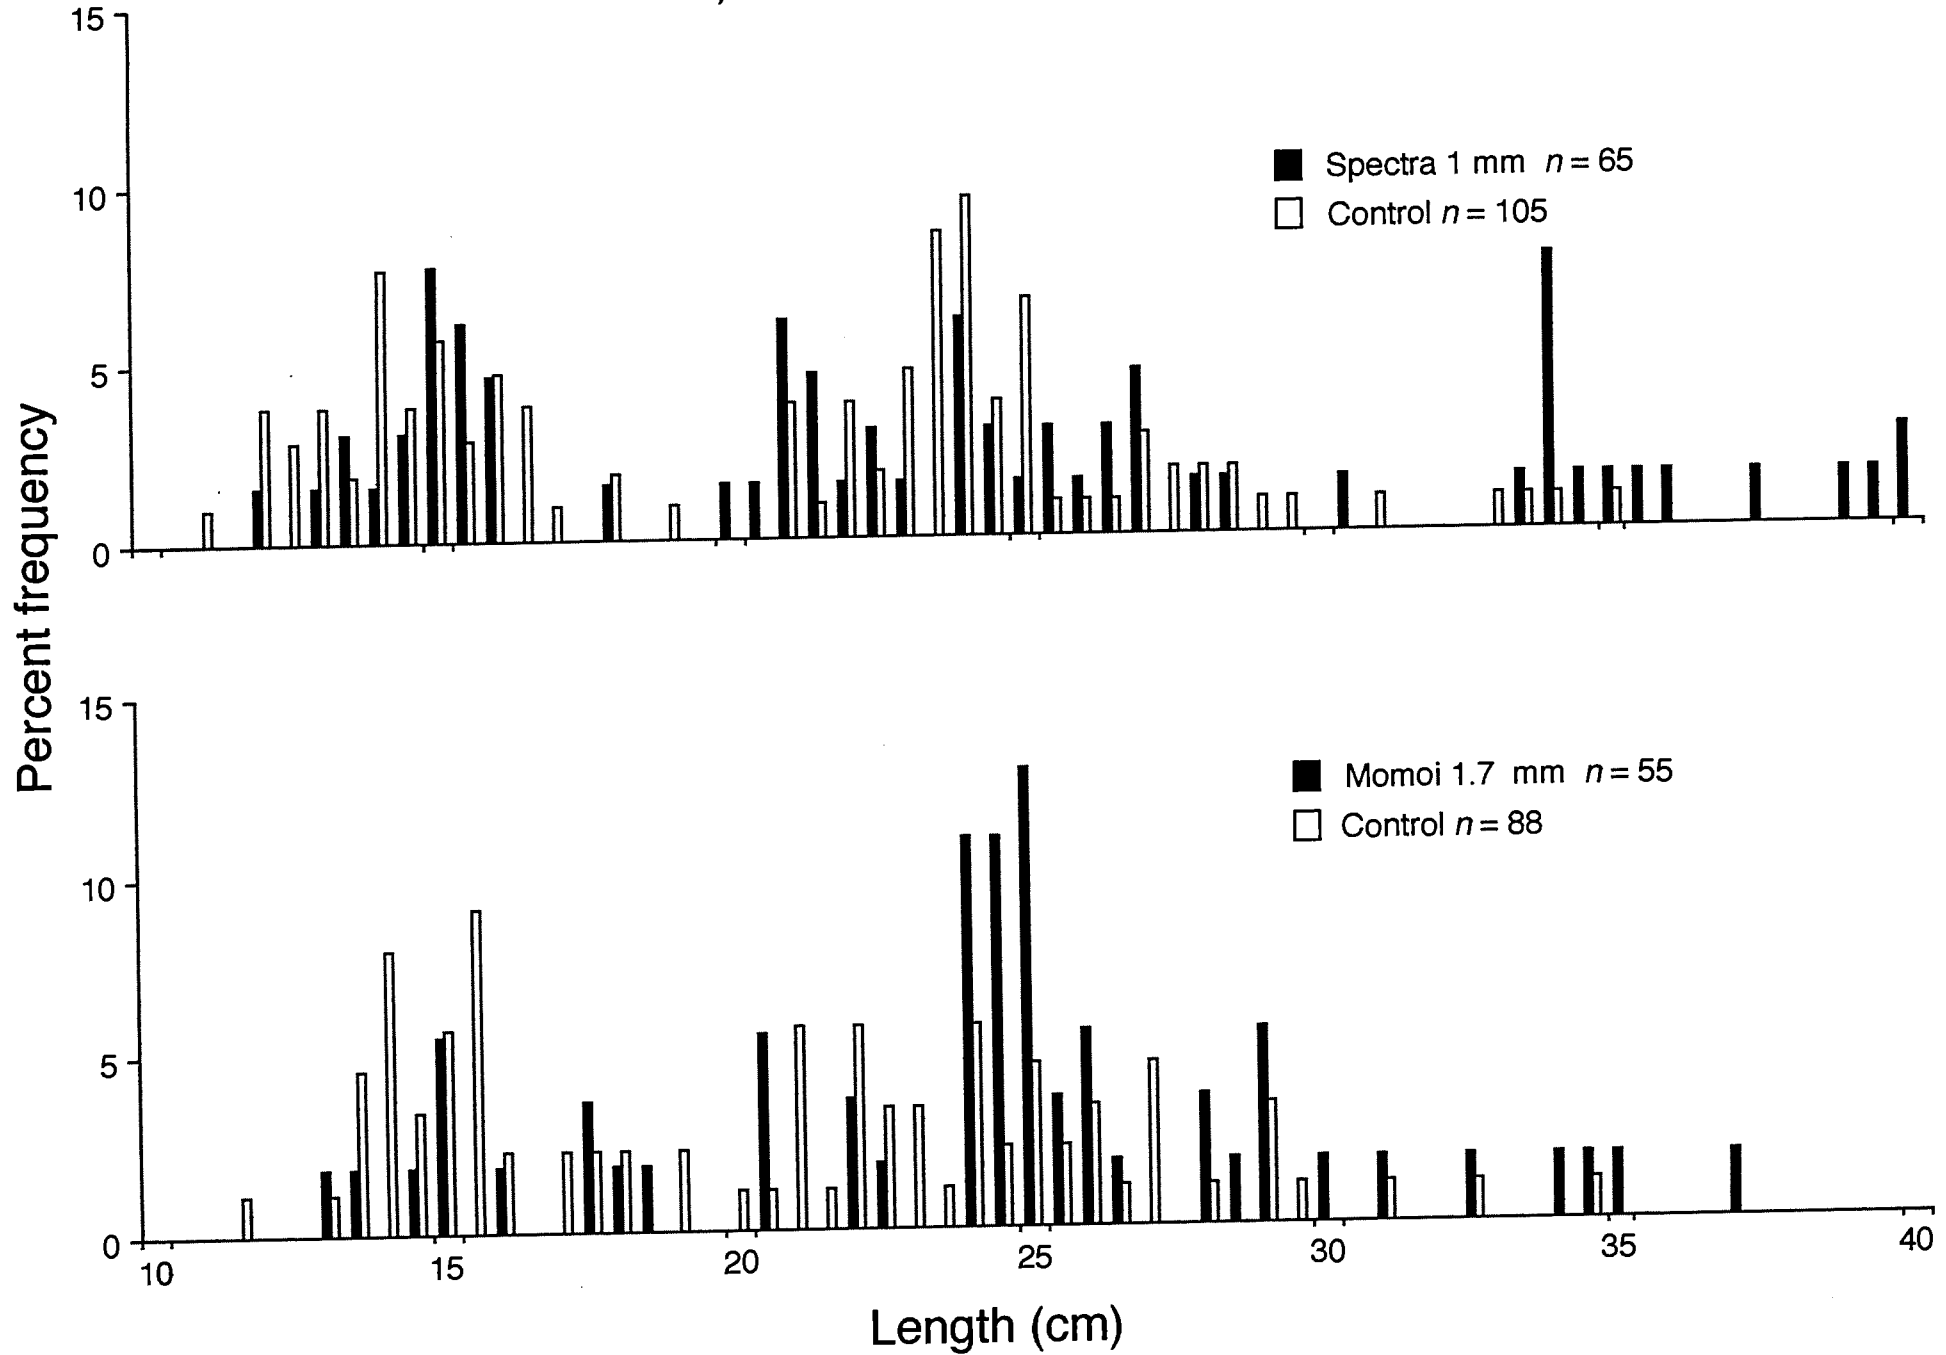 15
10
5
0
Spectra 1 mm n = 65
Control n = 105
Percent frequency
15
10
5
0
Momoi 1.7 mm n = 55
Control n = 88
10 15 20 25 30 35 40
Length (cm)